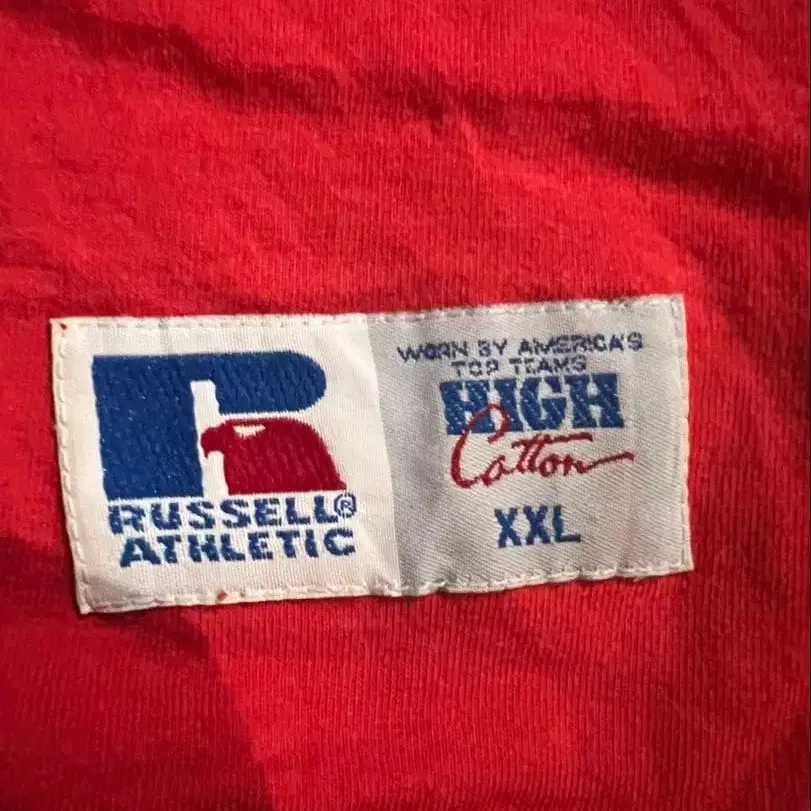 RUSSELL®
ATHLETIC
WORN BY AMERICA'S
TOP TEAMS
HIGH
Cotton
XXL